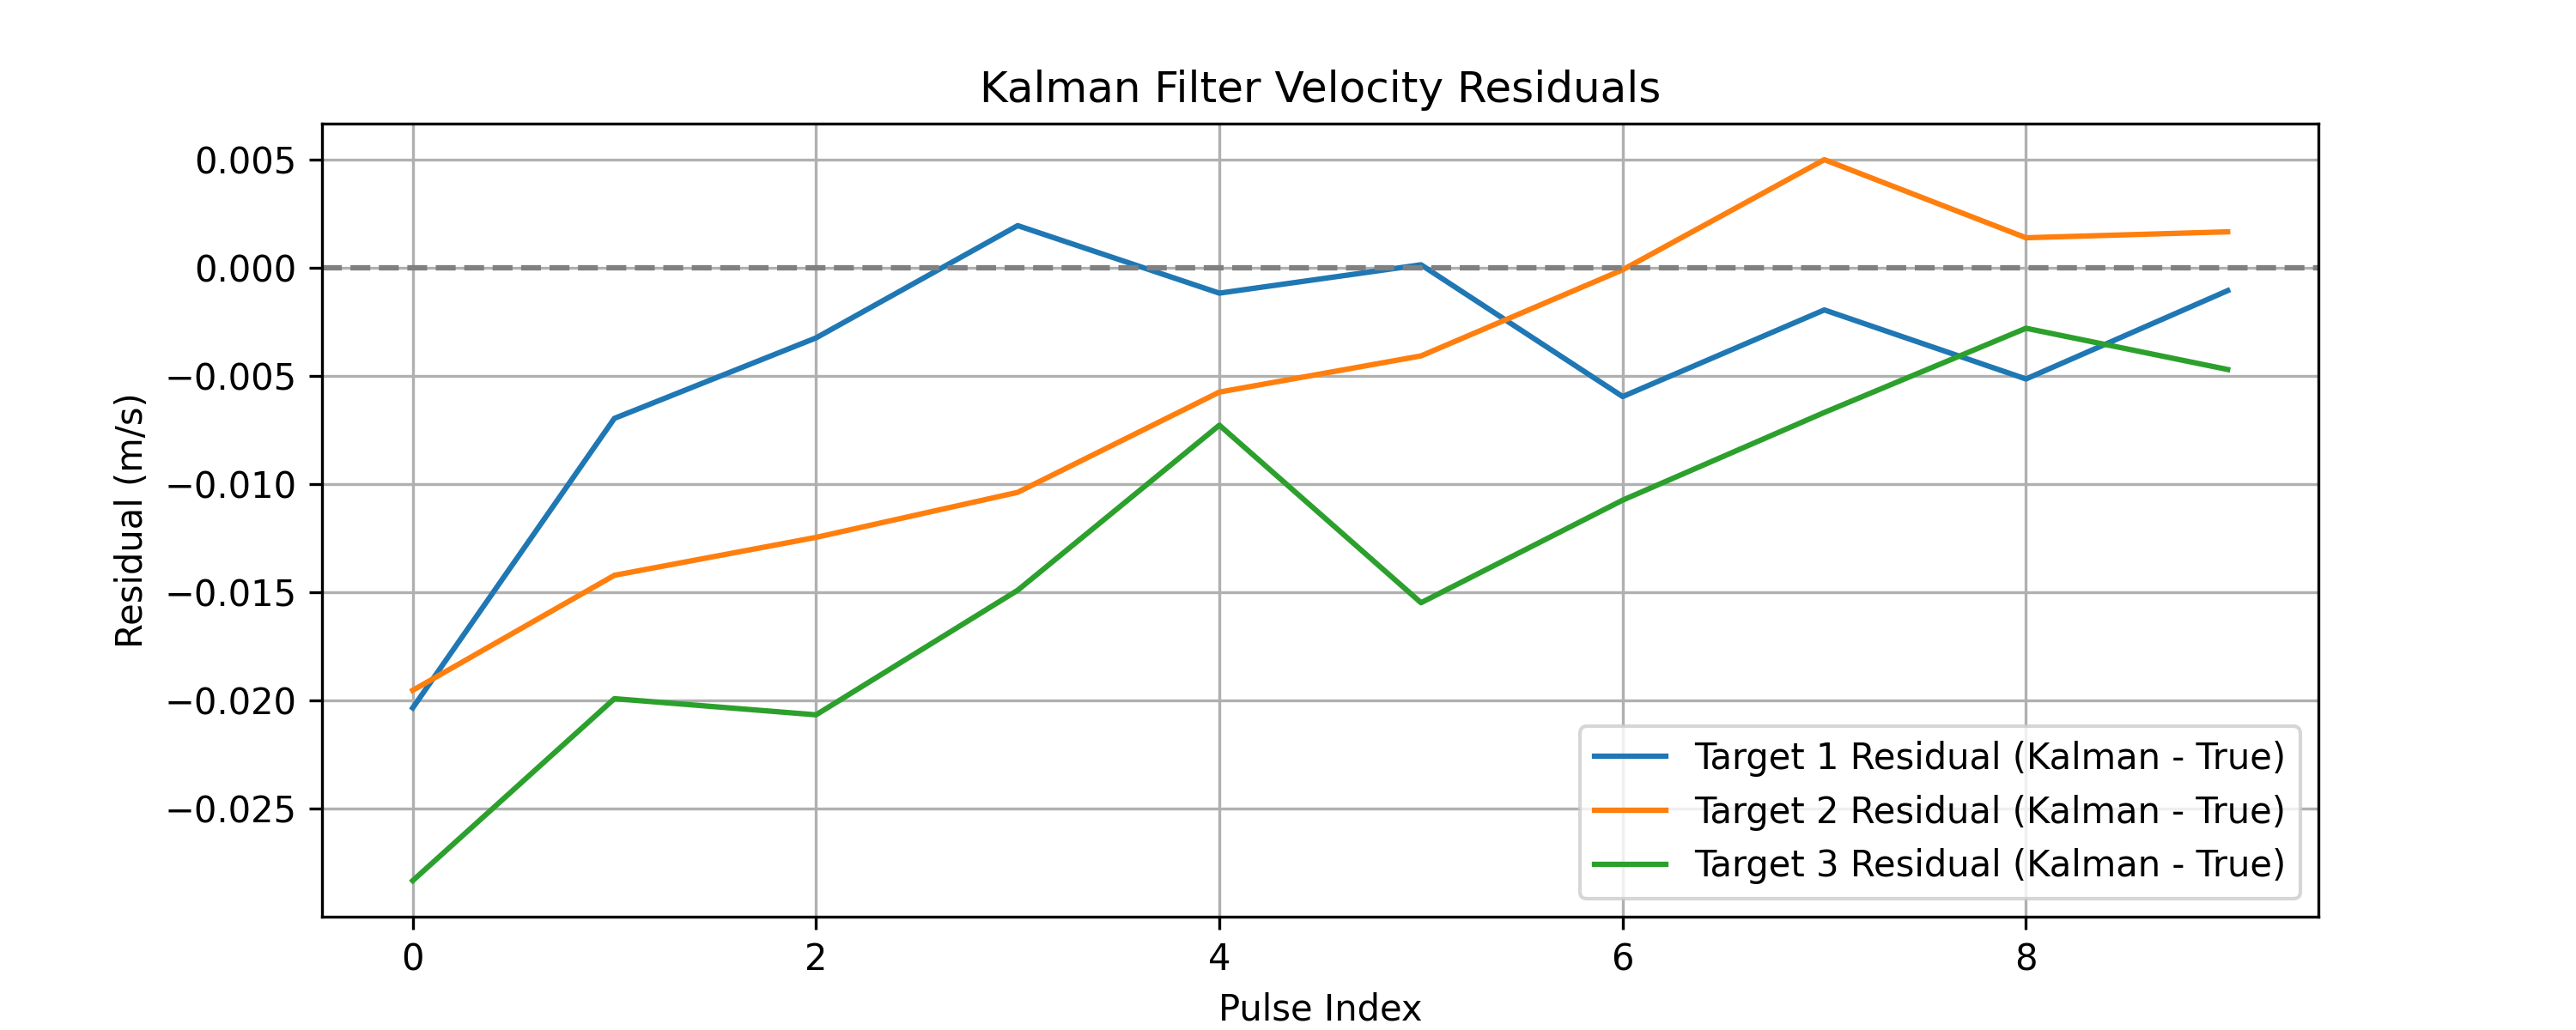 Kalman Filter Velocity Residuals
0.005
0.000
−0.005
−0.010
−0.015
−0.020
−0.025
Residual (m/s)
Target 1 Residual (Kalman - True)
Target 2 Residual (Kalman - True)
Target 3 Residual (Kalman - True)
0 2 4 6 8
Pulse Index